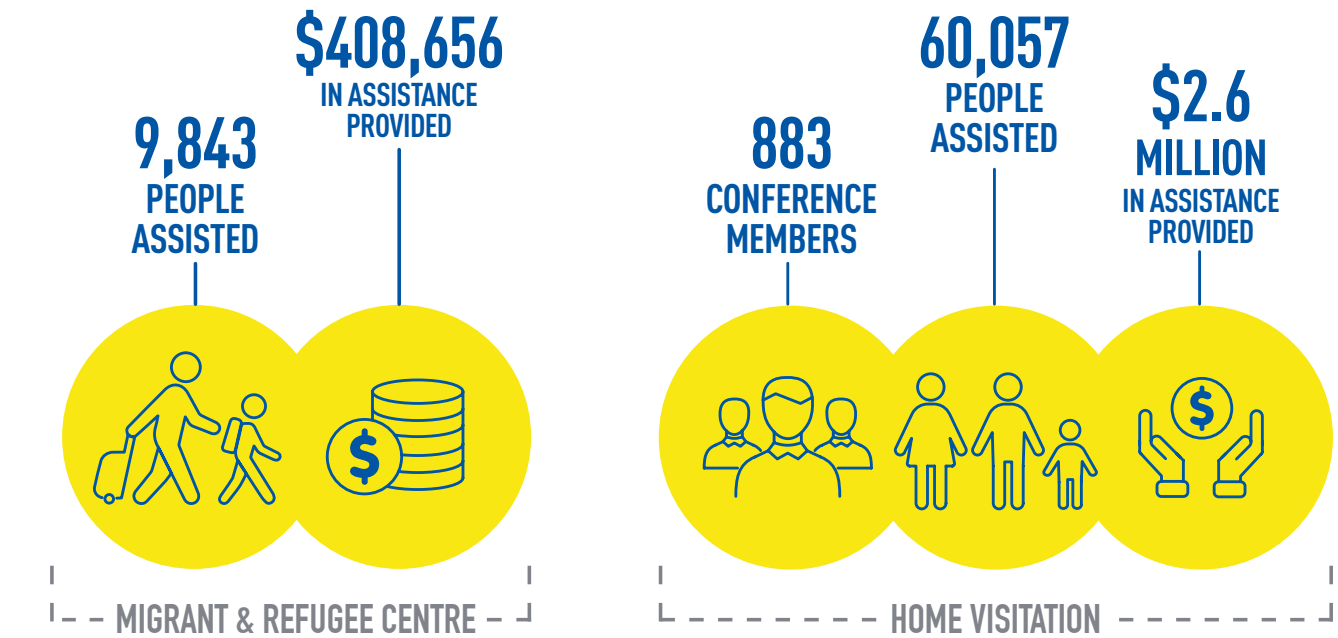 9,843
PEOPLE
ASSISTED
$408,656
IN ASSISTANCE
PROVIDED
$
MIGRANT & REFUGEE CENTRE
883
CONFERENCE
MEMBERS
60,057
PEOPLE
ASSISTED
$2.6
MILLION
IN ASSISTANCE
PROVIDED
$
HOME VISITATION